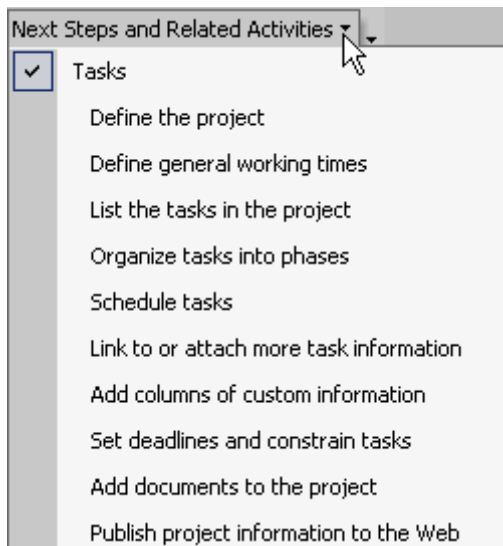 Next Steps and Related Activities
Tasks
Define the project
Define general working times
List the tasks in the project
Organize tasks into phases
Schedule tasks
Link to or attach more task information
Add columns of custom information
Set deadlines and constrain tasks
Add documents to the project
Publish project information to the Web